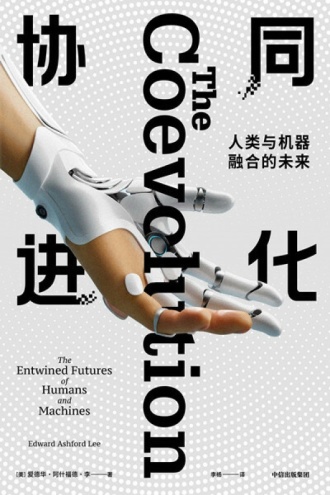 协同进化
The
Coevolution
人类与机器
融合的未来
The
Entwined Futures
of
Humans
and
Machines
Edward Ashford Lee
[美] 爱德华·阿什福德·李——著
李杨——译
中信出版集团